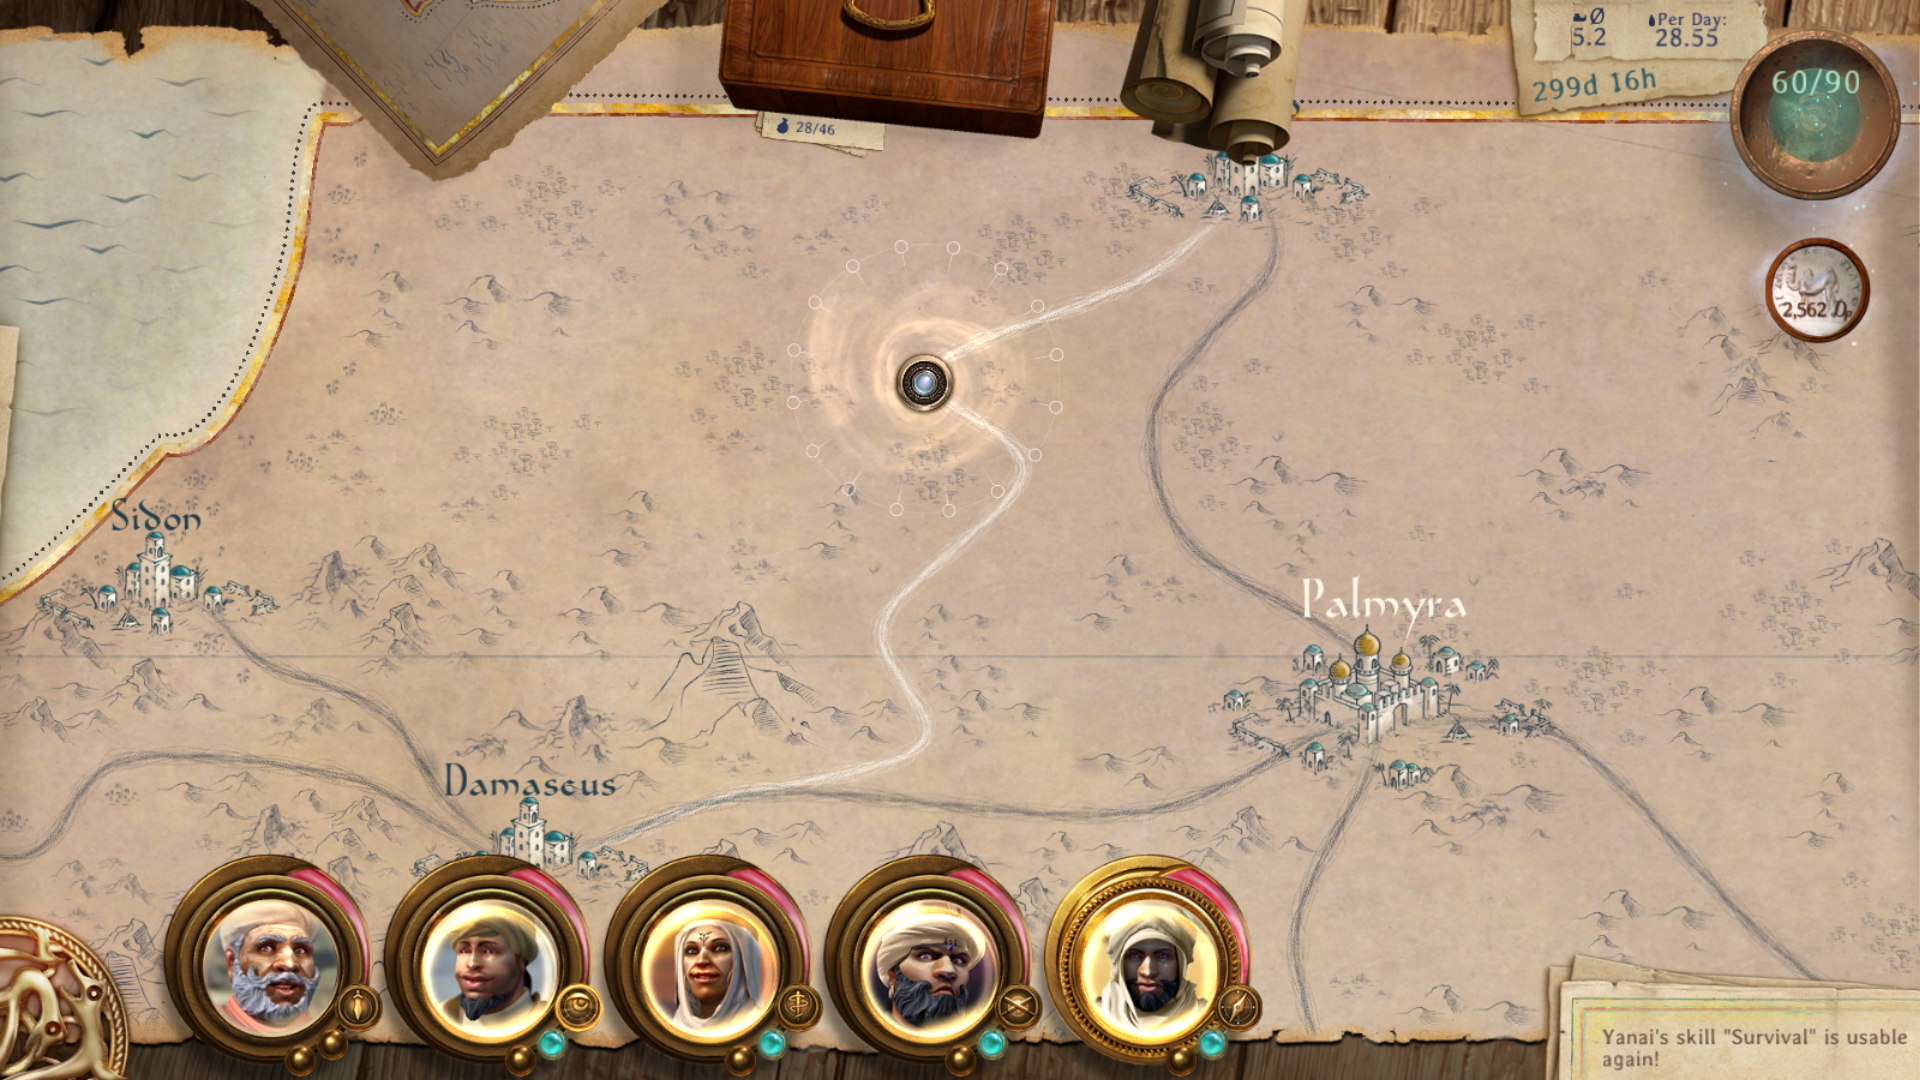 Ø
5.2
Per Day:
28.55
299d 16h
60/90
28/46
2,562 Dp
Sidon
Palmyra
Damascus
Yanai's skill "Survival" is usable
again!